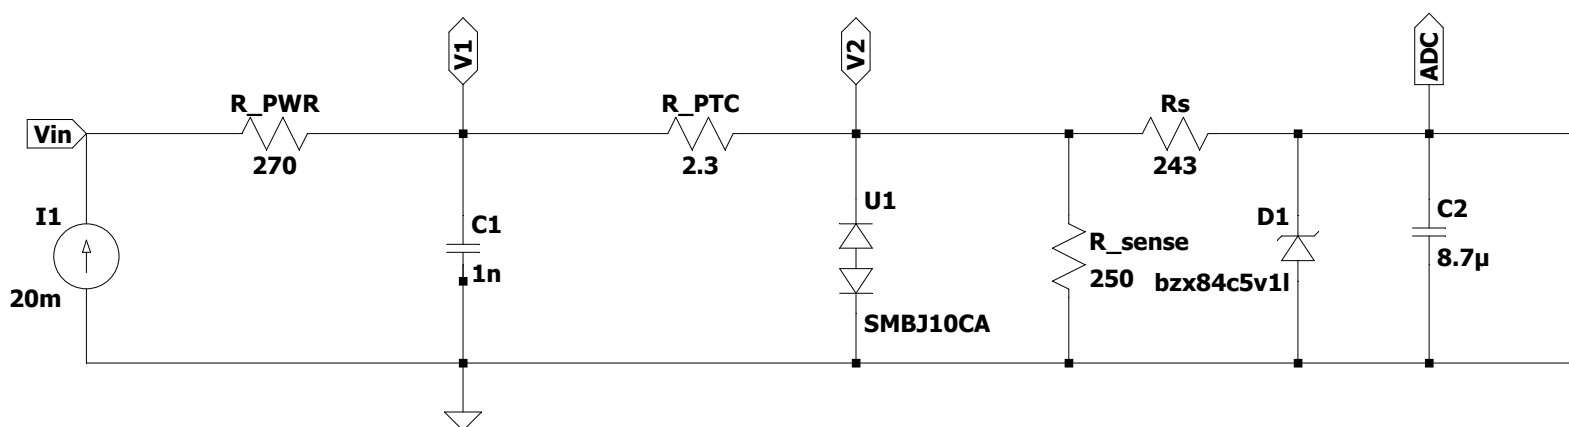 V1
V2
ADC
R_PWR
R_PTC
Rs
Vin
270
2.3
243
I1
U1
C1
C2
D1
R_sense
8.7µ
1n
250
bzx84c5v1l
20m
SMBJ10CA